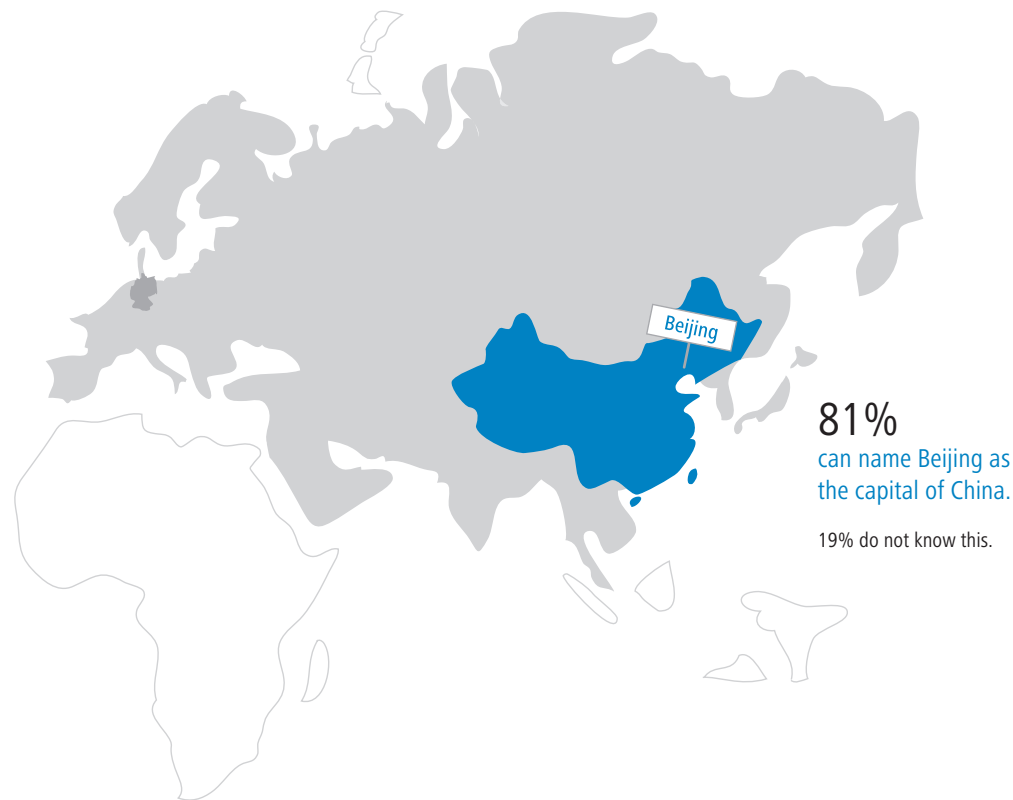 Beijing
81%
can name Beijing as
the capital of China.
19% do not know this.